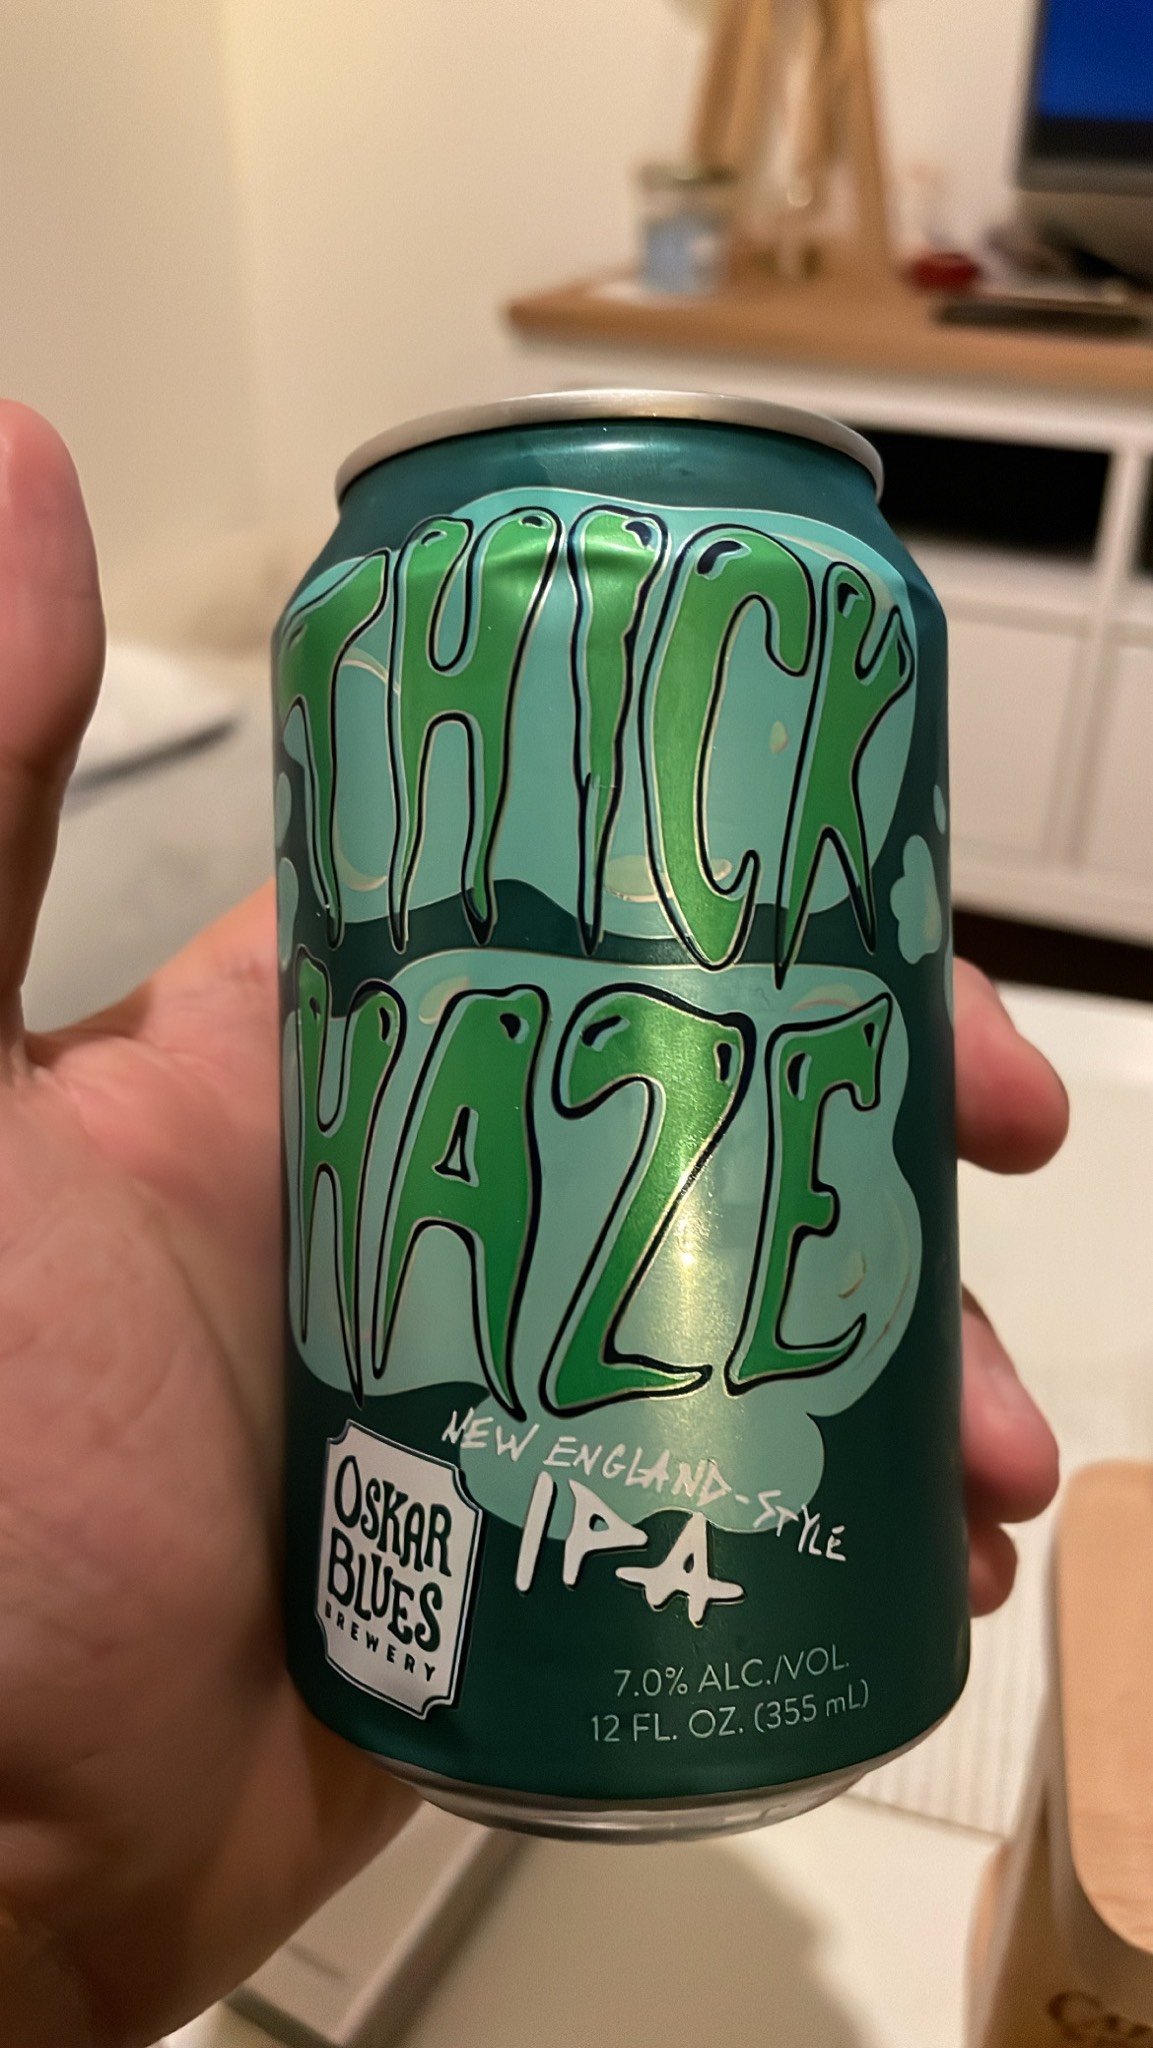 THICK
HAZE
NEW ENGLAND-STYLE
IPA
OSKAR
BLUES
BREWERY
7.0% ALC./VOL.
12 FL. OZ. (355 mL)